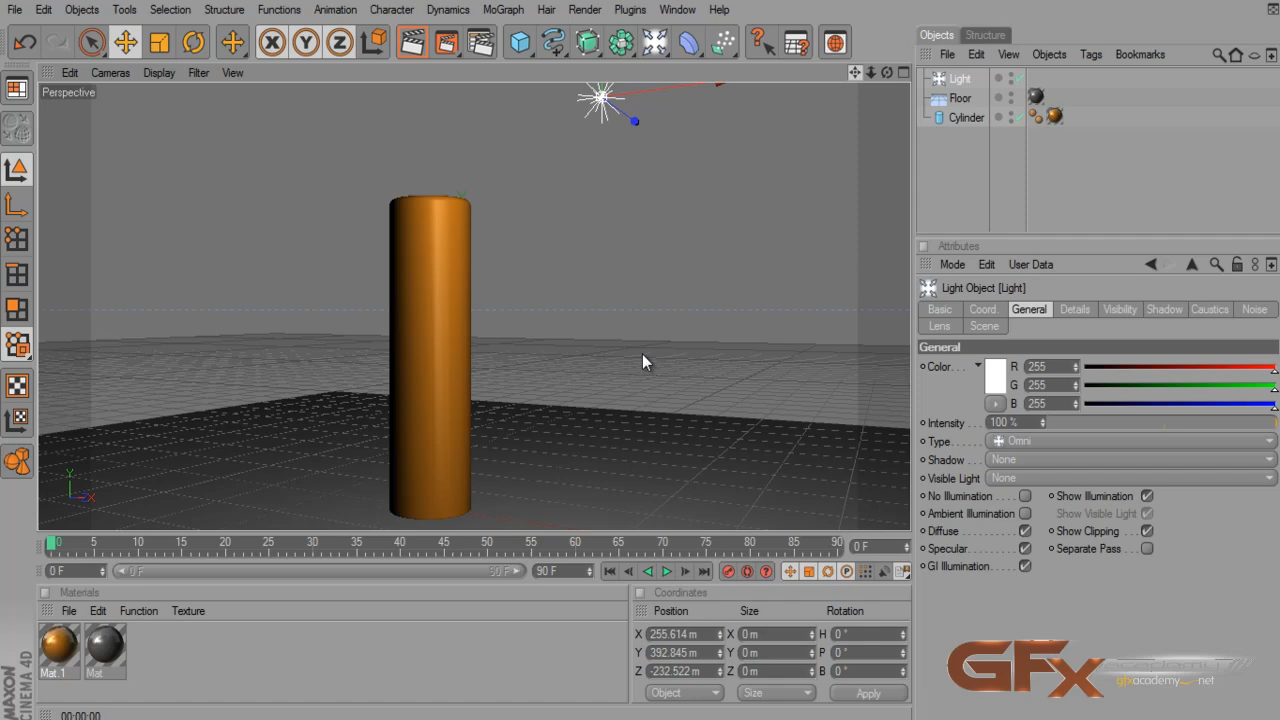 File Edit Objects Tools Selection Structure Functions Animation Character Dynamics MoGraph Hair Render Plugins Window Help
Objects Structure
File Edit View Objects Tags Bookmarks
Edit Cameras Display Filter View
Perspective
Light
Floor
Cylinder
Attributes
Mode Edit User Data
Light Object [Light]
Basic Coord. General Details Visibility Shadow Caustics Noise
Lens Scene
General
Color. . . R 255
G 255
B 255
Intensity 100 %
Type Omni
Shadow None
Visible Light None
No Illumination Show Illumination
Ambient Illumination Show Visible Light
Diffuse Show Clipping
Specular Separate Pass
GI Illumination
Y
X
0 5 10 15 20 25 30 35 40 45 50 55 60 65 70 75 80 85 90 0 F
0 F 0 F 90 F 90 F
Materials
File Edit Function Texture
Mat.1 Mat
Coordinates
Position Size Rotation
X 255.614 m X 0 m H 0 °
Y 392.845 m Y 0 m P 0 °
Z -232.522 m Z 0 m B 0 °
Object Size Apply
MAXON
CINEMA 4D
00:00:00
GFx academy
gfxacademy.net